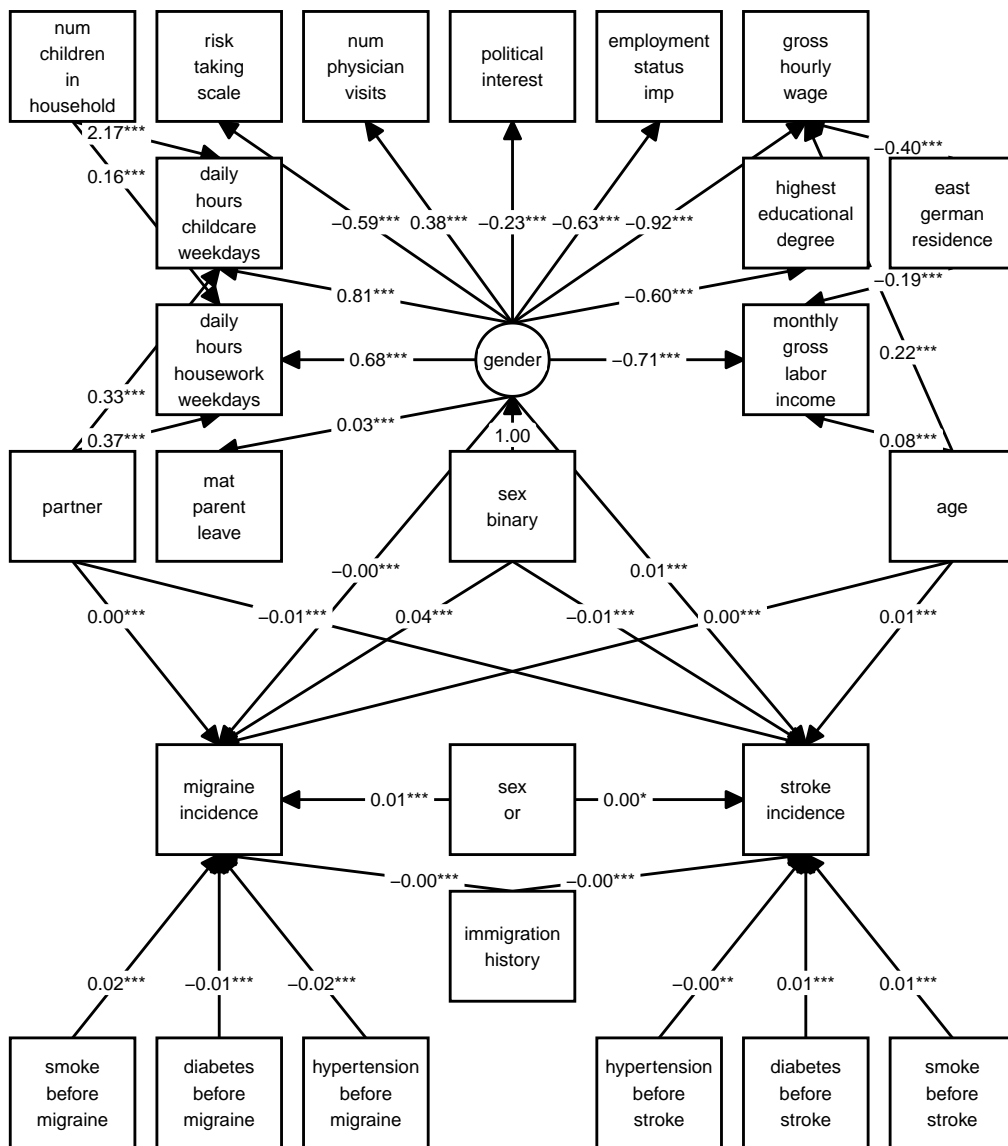 num
children
in
household
risk
taking
scale
num
physician
visits
political
interest
employment
status
imp
gross
hourly
wage
2.17***
0.16***
−0.40***
daily
hours
childcare
weekdays
−0.59***
0.38***
−0.23***
−0.63***
−0.92***
highest
educational
degree
east
german
residence
0.81***
−0.60***
−0.19***
daily
hours
housework
weekdays
0.68***
gender
−0.71***
monthly
gross
labor
income
0.22***
0.33***
0.37***
0.03***
1.00
0.08***
partner
mat
parent
leave
sex
binary
age
−0.00***
0.01***
0.00***
−0.01***
0.04***
−0.01***
0.00***
0.01***
migraine
incidence
0.01***
sex
or
0.00*
stroke
incidence
−0.00***
−0.00***
immigration
history
0.02***
−0.01***
−0.02***
−0.00**
0.01***
0.01***
smoke
before
migraine
diabetes
before
migraine
hypertension
before
migraine
hypertension
before
stroke
diabetes
before
stroke
smoke
before
stroke